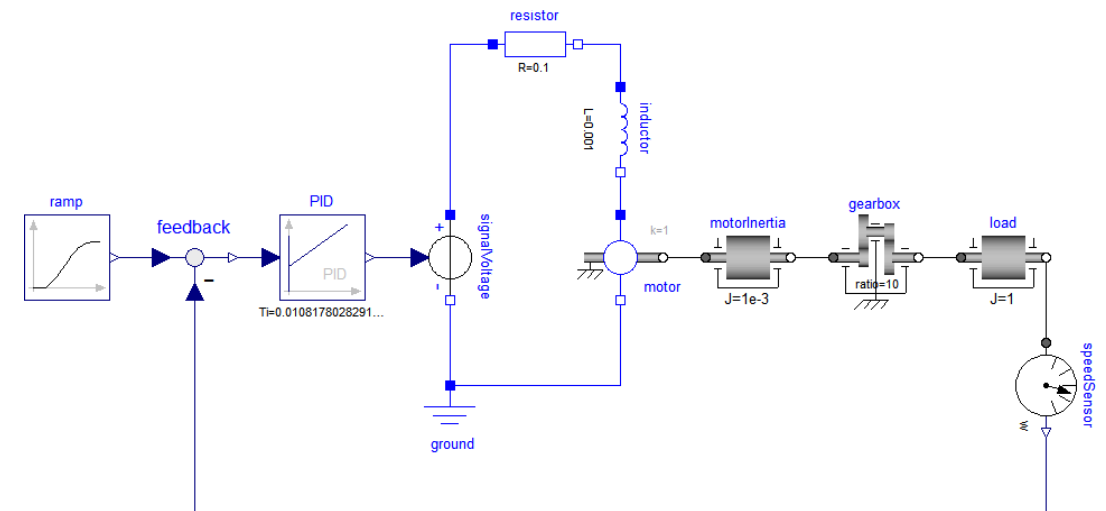 resistor
R=0.1
L=0.001
inductor
ramp
feedback
-
PID
PID
Ti=0.0108178028291...
+
-
signalVoltage
k=1
motor
motorInertia
J=1e-3
gearbox
ratio=10
load
J=1
speedSensor
w
ground